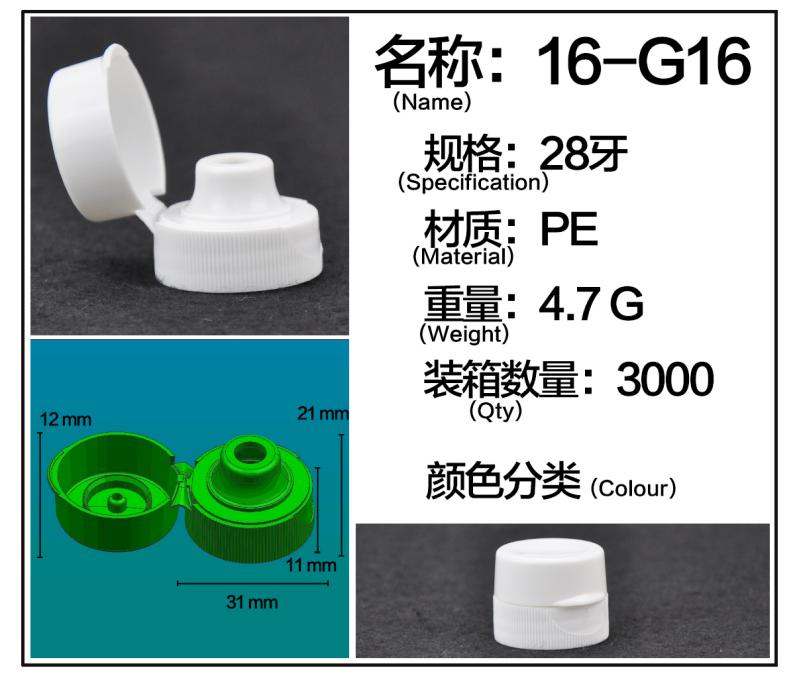 名称：16-G16
(Name)
规格：28牙
(Specification)
材质：PE
(Material)
重量：4.7 G
(Weight)
装箱数量：3000
(Qty)
颜色分类 (Colour)
12 mm
21 mm
11 mm
31 mm